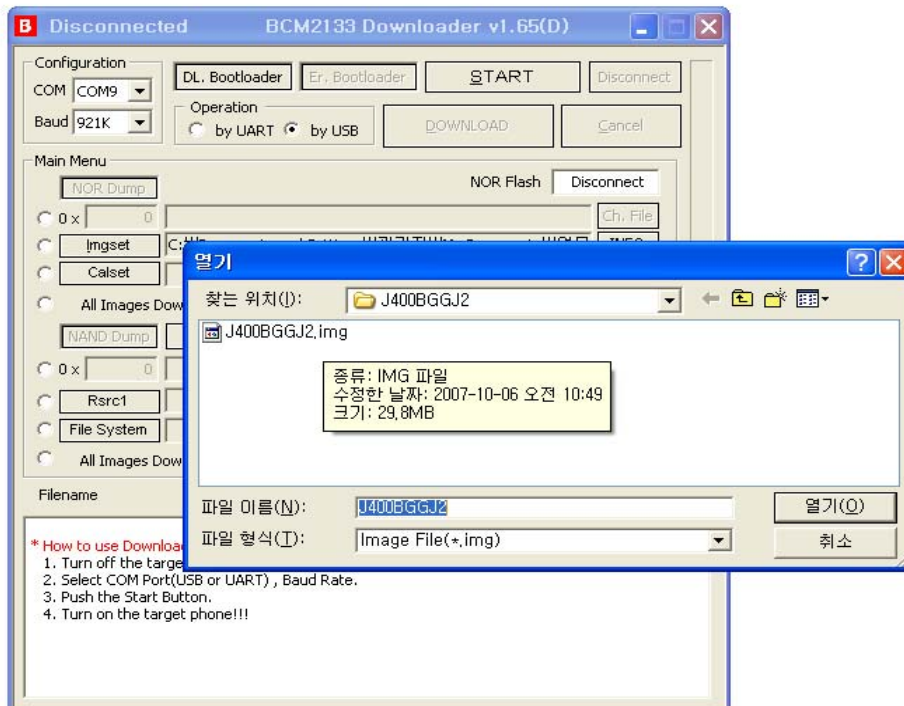 B Disconnected BCM2133 Downloader v1.65(D)
Configuration
COM COM9
Baud 921K
DL. Bootloader Er. Bootloader START Disconnect
Operation
by UART by USB
DOWNLOAD Cancel
Main Menu
NOR Dump
NOR Flash Disconnect
0 x 0 Ch. File
Imgset
Calset
All Images Dow
NAND Dump
0 x 0
Rsrc1
File System
All Images Dow
Filename
* How to use Downloa
1. Turn off the targe
2. Select COM Port(USB or UART) , Baud Rate.
3. Push the Start Button.
4. Turn on the target phone!!!
열기
찾는 위치(I): J400BGGJ2
J400BGGJ2.img
종류: IMG 파일
수정한 날짜: 2007-10-06 오전 10:49
크기: 29.8MB
파일 이름(N): J400BGGJ2 열기(O)
파일 형식(T): Image File(*.img) 취소